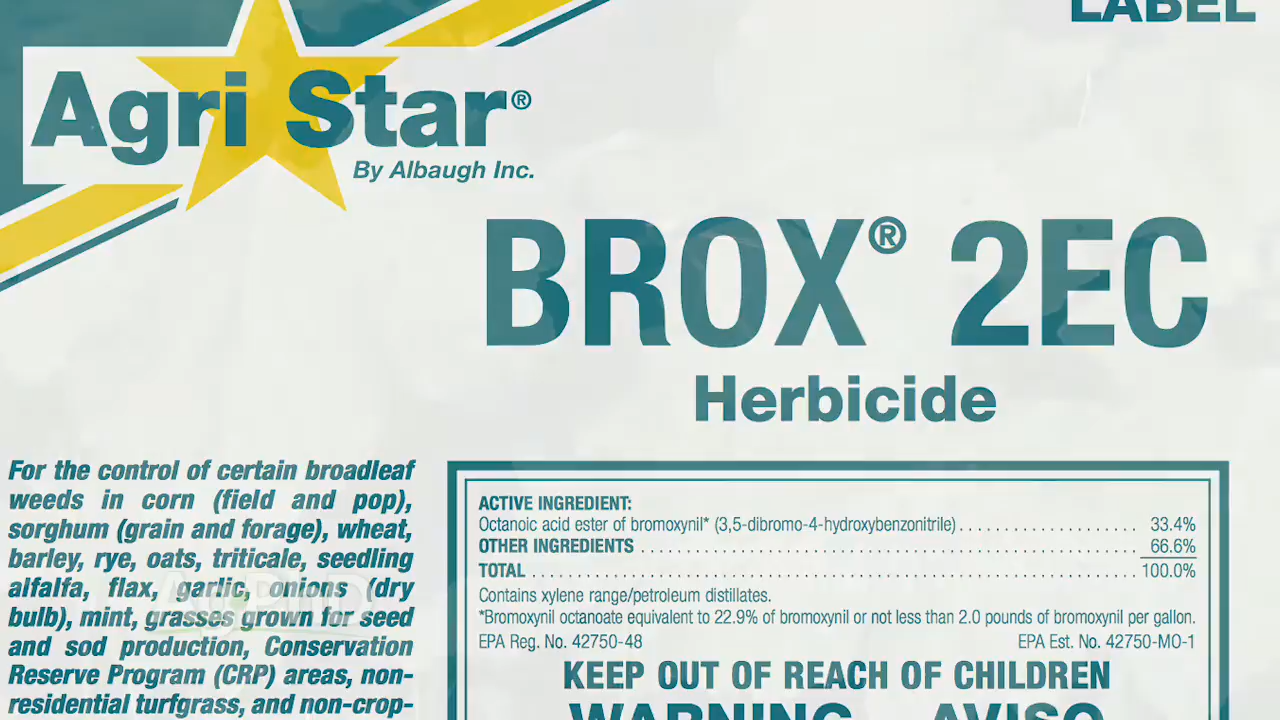 LABEL
Agri Star®
By Albaugh Inc.
BROX® 2EC
Herbicide
For the control of certain broadleaf
weeds in corn (field and pop),
sorghum (grain and forage), wheat,
barley, rye, oats, triticale, seedling
alfalfa, flax, garlic, onions (dry
bulb), mint, grasses grown for seed
and sod production, Conservation
Reserve Program (CRP) areas, non-
residential turfgrass, and non-crop-
ACTIVE INGREDIENT:
Octanoic acid ester of bromoxynil* (3,5-dibromo-4-hydroxybenzonitrile) . . . . . . . . . . . . . . . . . . . . 33.4%
OTHER INGREDIENTS . . . . . . . . . . . . . . . . . . . . . . . . . . . . . . . . . . . . . . . . 66.6%
TOTAL . . . . . . . . . . . . . . . . . . . . . . . . . . . . . . . . . . . . . . . . . . . . . . . . 100.0%
Contains xylene range/petroleum distillates.
*Bromoxynil octanoate equivalent to 22.9% of bromoxynil or not less than 2.0 pounds of bromoxynil per gallon.
EPA Reg. No. 42750-48 EPA Est. No. 42750-MO-1
KEEP OUT OF REACH OF CHILDREN
WARNING AVISO
AgPhD